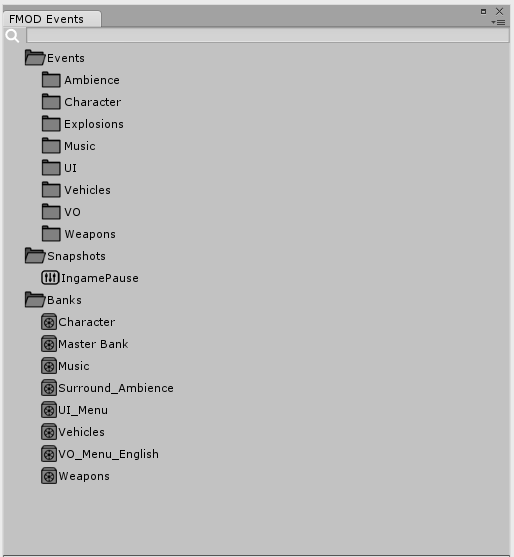 FMOD Events
Events
Ambience
Character
Explosions
Music
UI
Vehicles
VO
Weapons
Snapshots
IngamePause
Banks
Character
Master Bank
Music
Surround_Ambience
UI_Menu
Vehicles
VO_Menu_English
Weapons